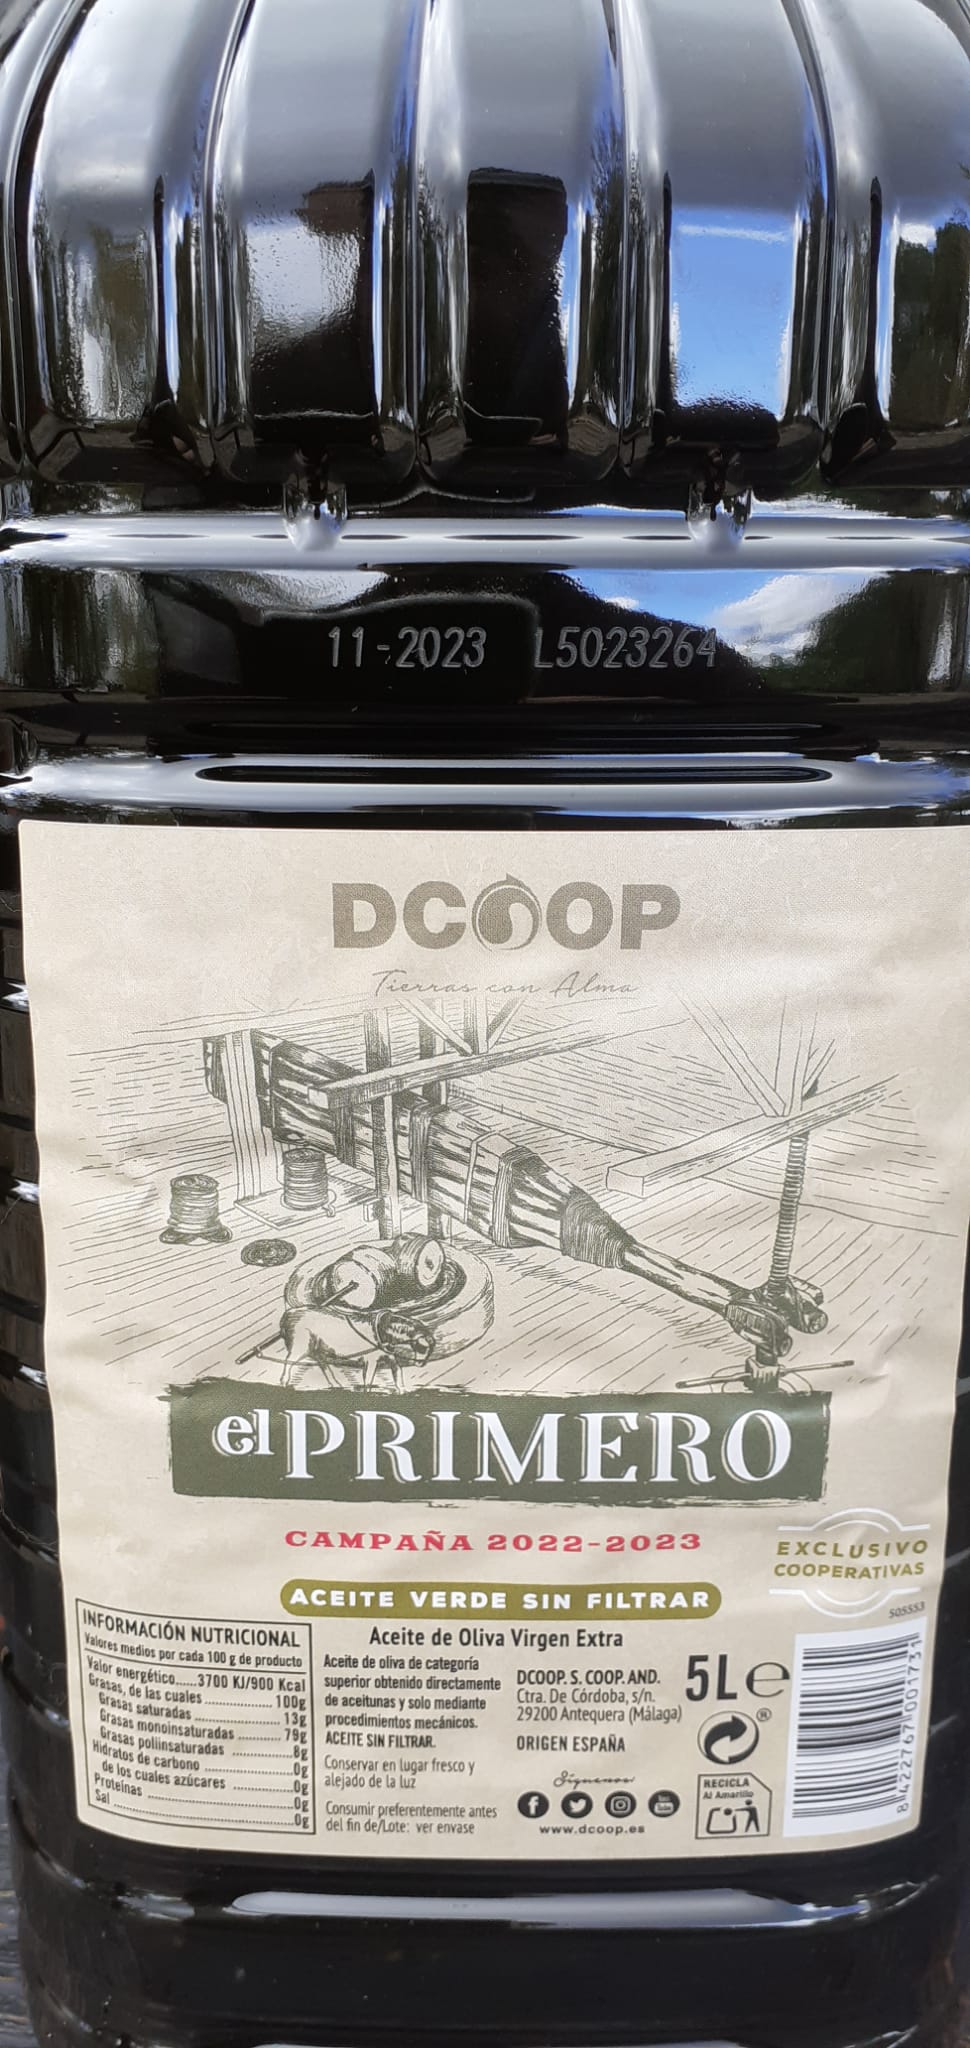 11-2023 L5023264
DCOOP
Tierras con Alma
el PRIMERO
CAMPAÑA 2022-2023
EXCLUSIVO
COOPERATIVAS
ACEITE VERDE SIN FILTRAR
505553
INFORMACIÓN NUTRICIONAL
Valores medios por cada 100 g de producto
Valor energético......3700 KJ/900 Kcal
Grasas, de las cuales ............ 100g
Grasas saturadas ............ 13g
Grasas monoinsaturadas ............ 79g
Grasas poliinsaturadas ............ 8g
Hidratos de carbono ............ 0g
de los cuales azúcares ............ 0g
Proteínas ............ 0g
Sal ............ 0g
Aceite de Oliva Virgen Extra
Aceite de oliva de categoría
superior obtenido directamente
de aceitunas y solo mediante
procedimientos mecánicos.
ACEITE SIN FILTRAR.
Conservar en lugar fresco y
alejado de la luz
Consumir preferentemente antes
del fin de/Lote: ver envase
DCOOP. S. COOP. AND.
Ctra. De Córdoba, s/n.
29200 Antequera (Málaga)
ORIGEN ESPAÑA
Síguenos
www.dcoop.es
5L e
®
RECICLA
Al Amarillo
8 422767 001731